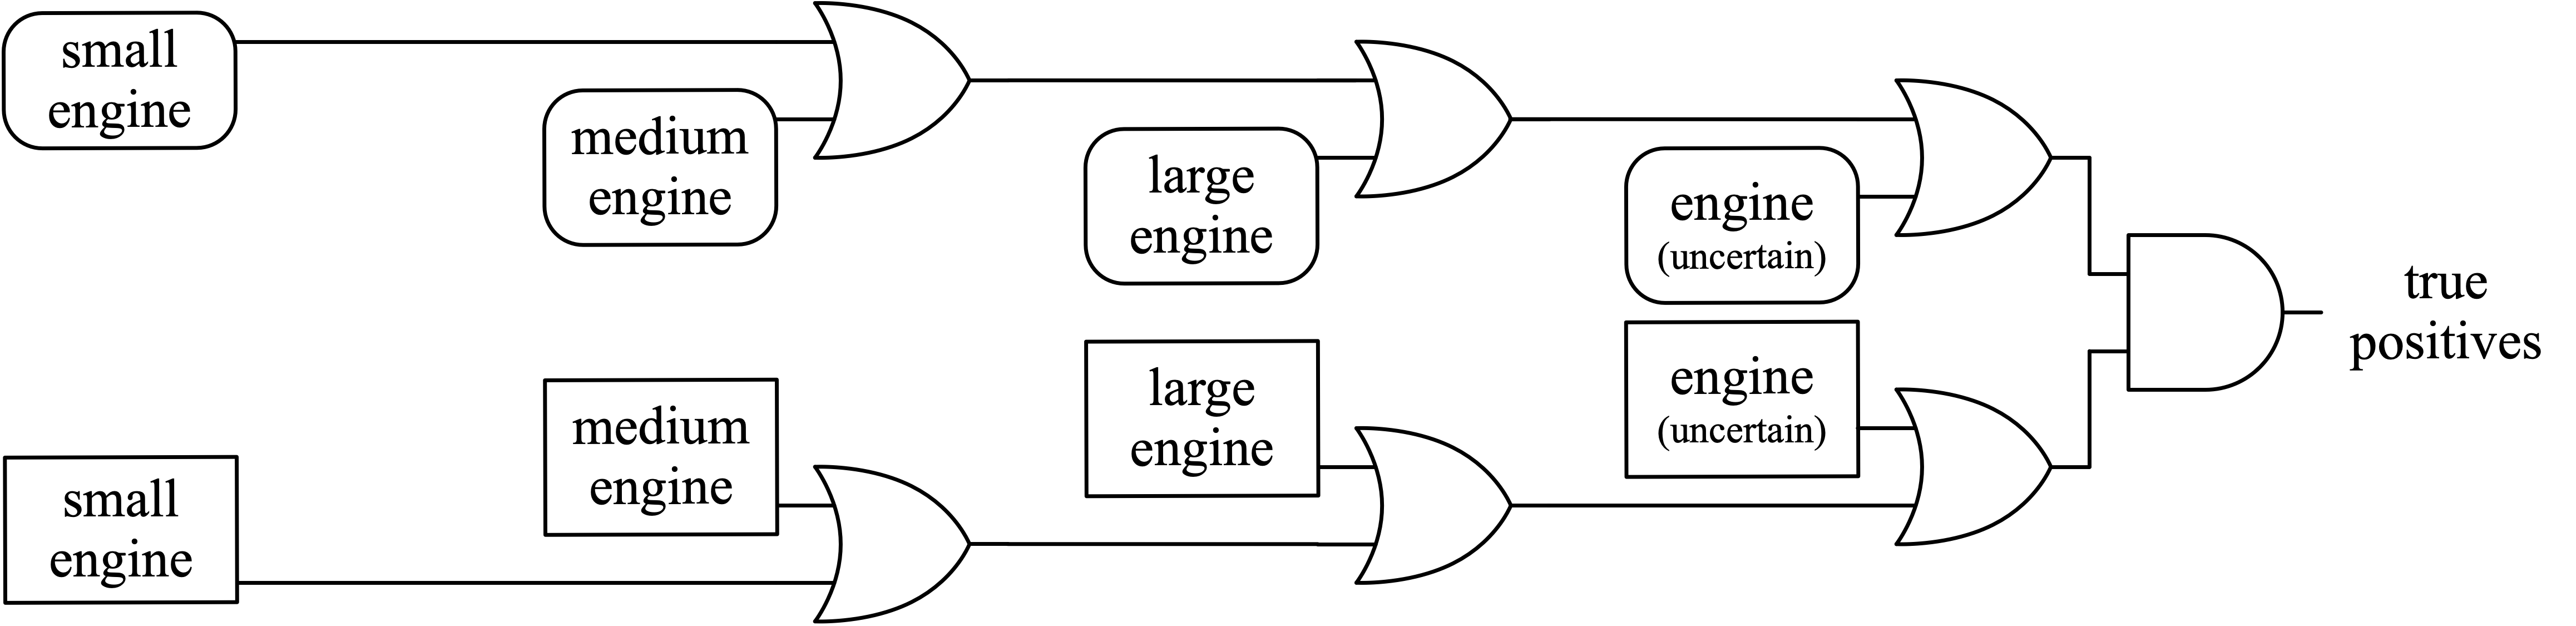 small
engine
medium
engine
large
engine
engine
(uncertain)
true
positives
large
engine
engine
(uncertain)
medium
engine
small
engine